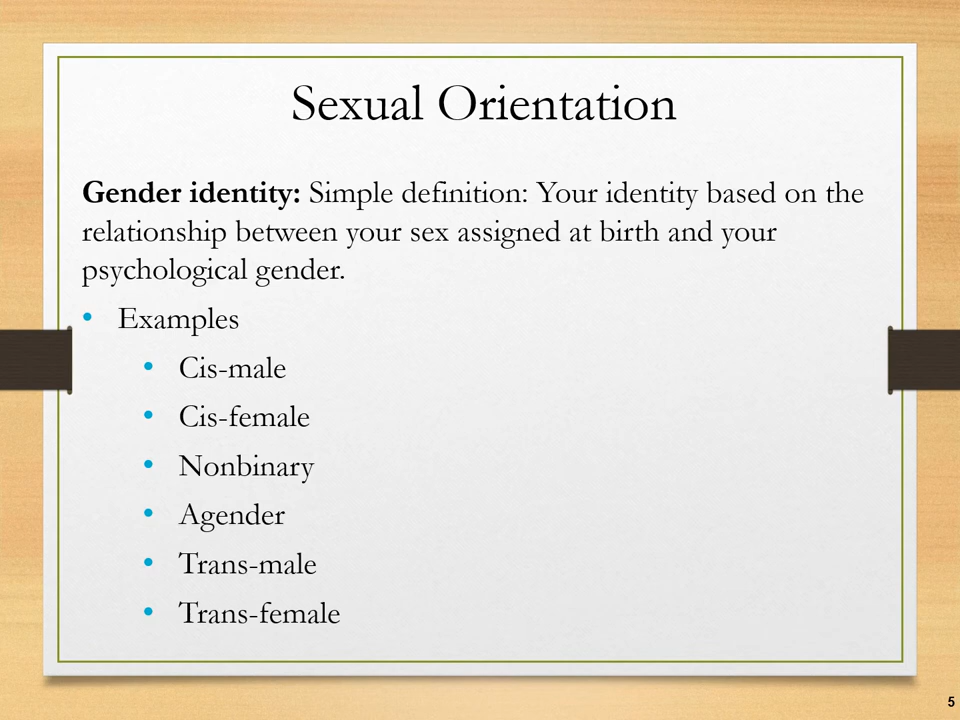 Sexual Orientation
Gender identity: Simple definition: Your identity based on the
relationship between your sex assigned at birth and your
psychological gender.
• Examples
• Cis-male
• Cis-female
• Nonbinary
• Agender
• Trans-male
• Trans-female
5